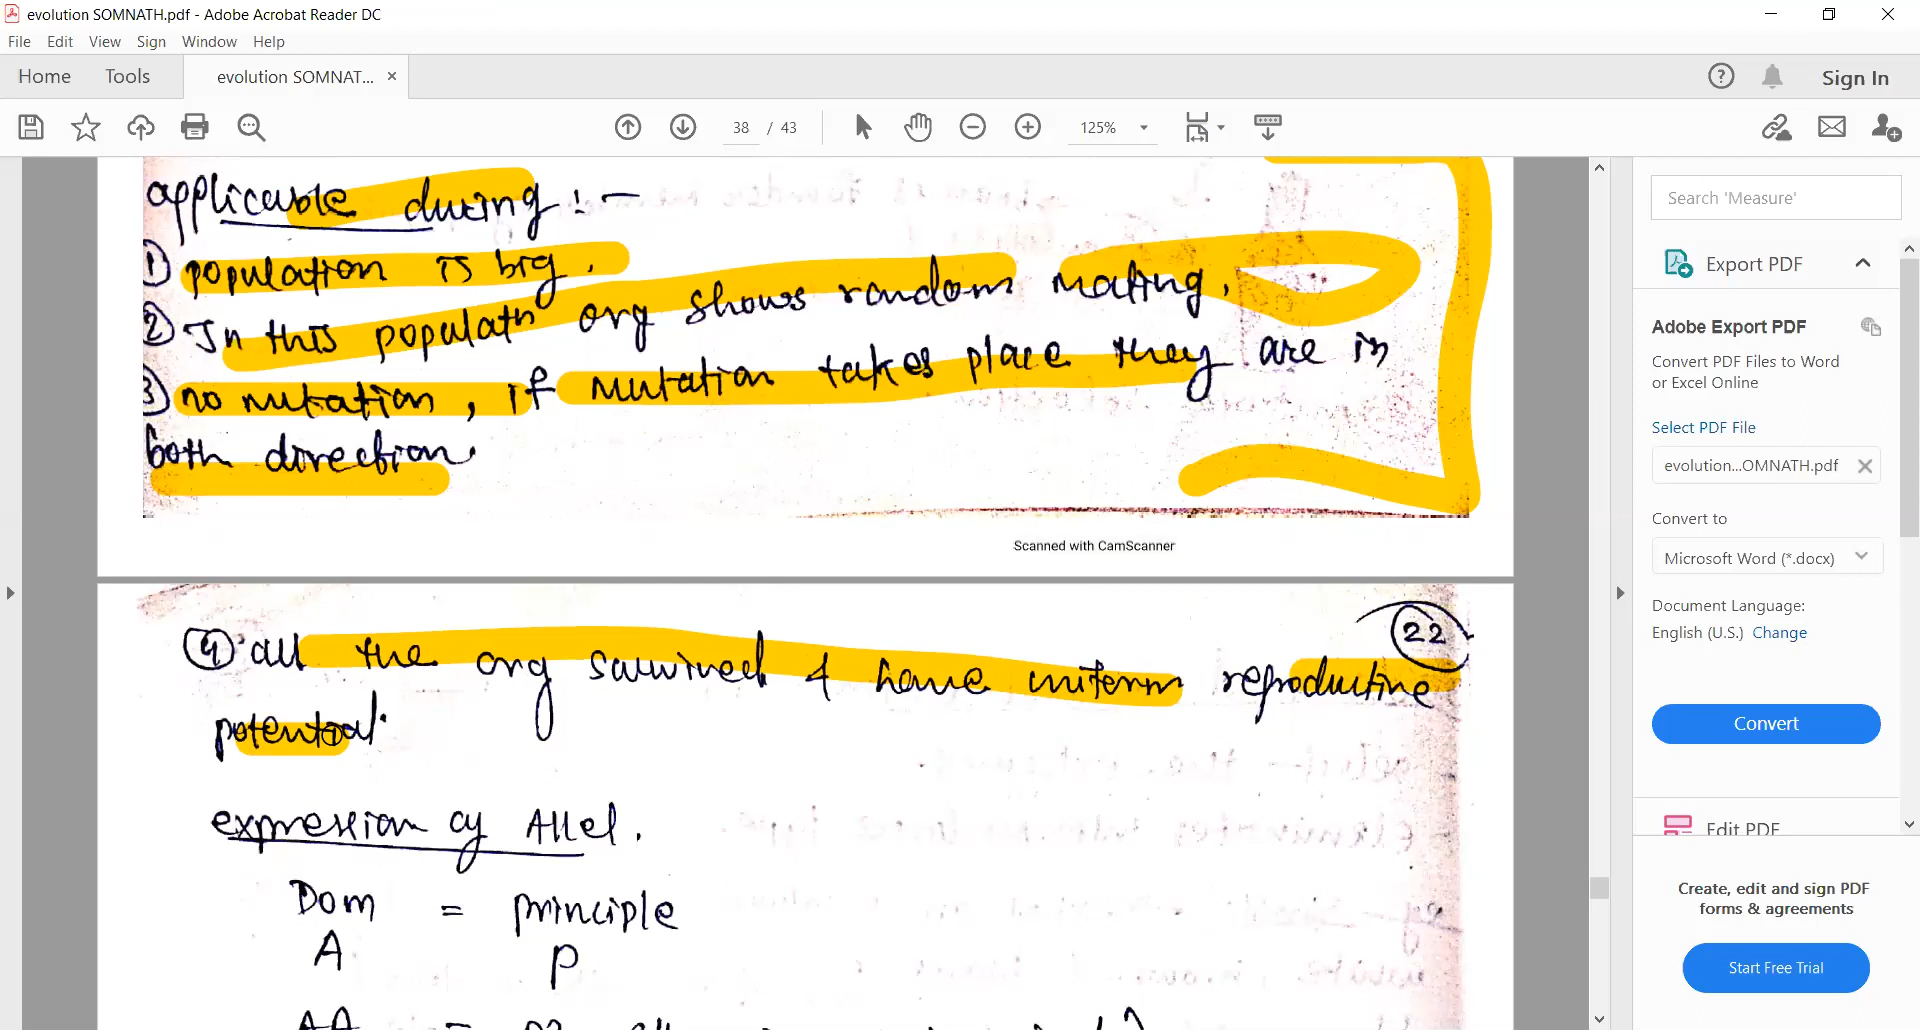 evolution SOMNATH.pdf - Adobe Acrobat Reader DC
File Edit View Sign Window Help
Home Tools evolution SOMNAT... ×
Sign In
38 / 43 125%
applicable during :-
① population is big.
② In this populatn org shows random mating.
③ no mutation, if mutation takes place they are in
both direction.
Scanned with CamScanner
22
④ all the org survived & have uniform reproductive
potential.
expression of Allel.
Dom = principle
A P
Search 'Measure'
Export PDF
Adobe Export PDF
Convert PDF Files to Word
or Excel Online
Select PDF File
evolution...OMNATH.pdf
Convert to
Microsoft Word (*.docx)
Document Language:
English (U.S.) Change
Convert
Edit PDF
Create, edit and sign PDF
forms & agreements
Start Free Trial